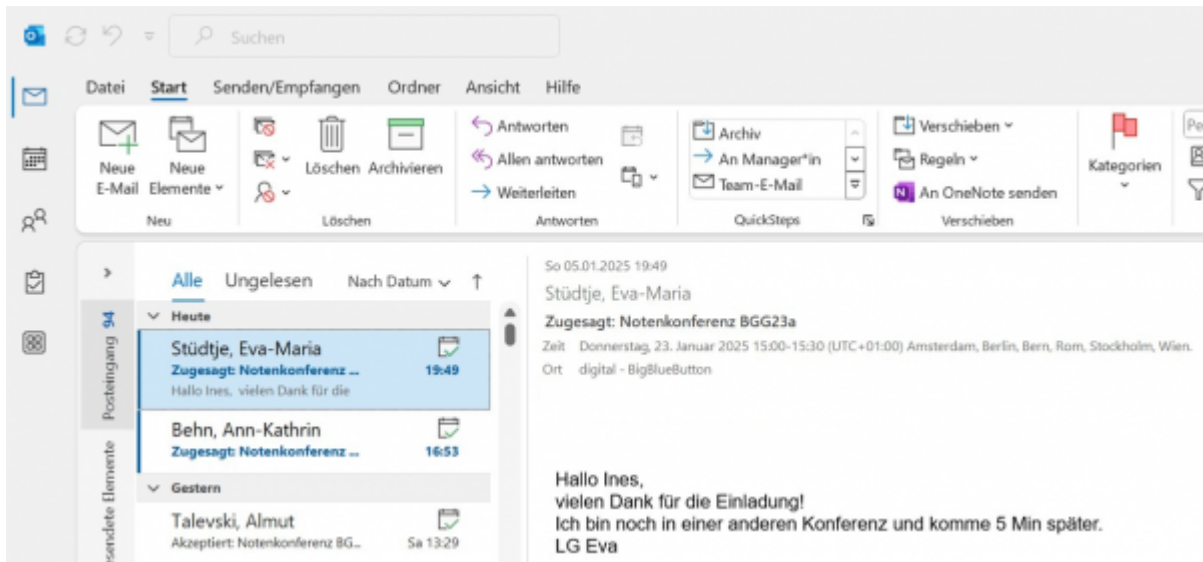 Suchen
Datei Start Senden/Empfangen Ordner Ansicht Hilfe
Neue E-Mail
Neue Elemente
Neu
Löschen Archivieren
Löschen
Antworten
Allen antworten
Weiterleiten
Antworten
Archiv
An Manager*in
Team-E-Mail
QuickSteps
Verschieben
Regeln
An OneNote senden
Verschieben
Kategorien
Posteingang 94
Alle Ungelesen Nach Datum
Heute
Stüdtje, Eva-Maria
Zugesagt: Notenkonferenz ... 19:49
Hallo Ines, vielen Dank für die
Behn, Ann-Kathrin
Zugesagt: Notenkonferenz ... 16:53
Gestern
Talevski, Almut
Akzeptiert: Notenkonferenz BG... Sa 13:29
So 05.01.2025 19:49
Stüdtje, Eva-Maria
Zugesagt: Notenkonferenz BGG23a
Zeit Donnerstag, 23. Januar 2025 15:00-15:30 (UTC+01:00) Amsterdam, Berlin, Bern, Rom, Stockholm, Wien.
Ort digital - BigBlueButton
Hallo Ines,
vielen Dank für die Einladung!
Ich bin noch in einer anderen Konferenz und komme 5 Min später.
LG Eva